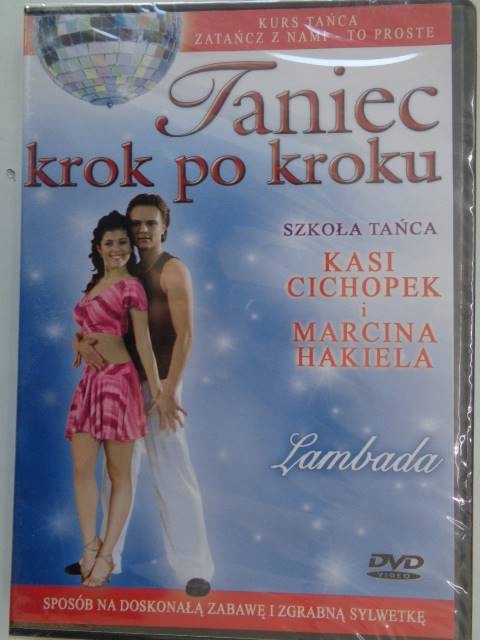 KURS TAŃCA
ZATAŃCZ Z NAMI - TO PROSTE
Taniec
krok po kroku
SZKOŁA TAŃCA
KASI
CICHOPEK
i
MARCINA
HAKIELA
Lambada
DVD
VIDEO
SPOSÓB NA DOSKONAŁĄ ZABAWĘ I ZGRABNĄ SYLWETKĘ